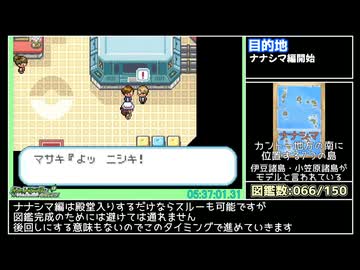 目的地
ナナシマ編開始
マサキ『よッ　ニシキ！
05:37:01.31
ナナシマ
カントー地方の南に
位置する7つの島
伊豆諸島・小笠原諸島が
モデルと言われている
図鑑数:066/150
ナナシマ編は殿堂入りするだけならスルーも可能ですが
図鑑完成のためには避けては通れません
後回しにする意味もないのでこのタイミングで進めていきます